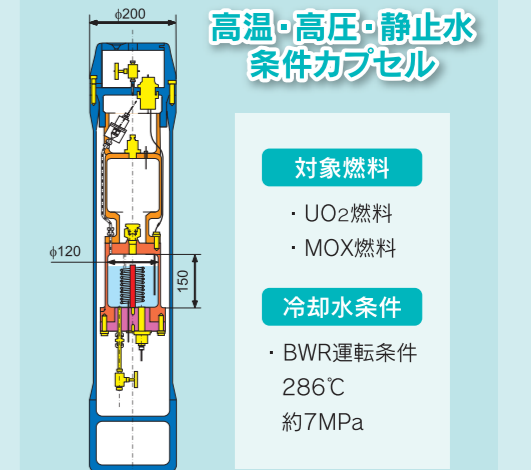 高温・高圧・静止水
条件カプセル
φ200
対象燃料
・UO2燃料
・MOX燃料
φ120
150
冷却水条件
・BWR運転条件
286℃
約7MPa